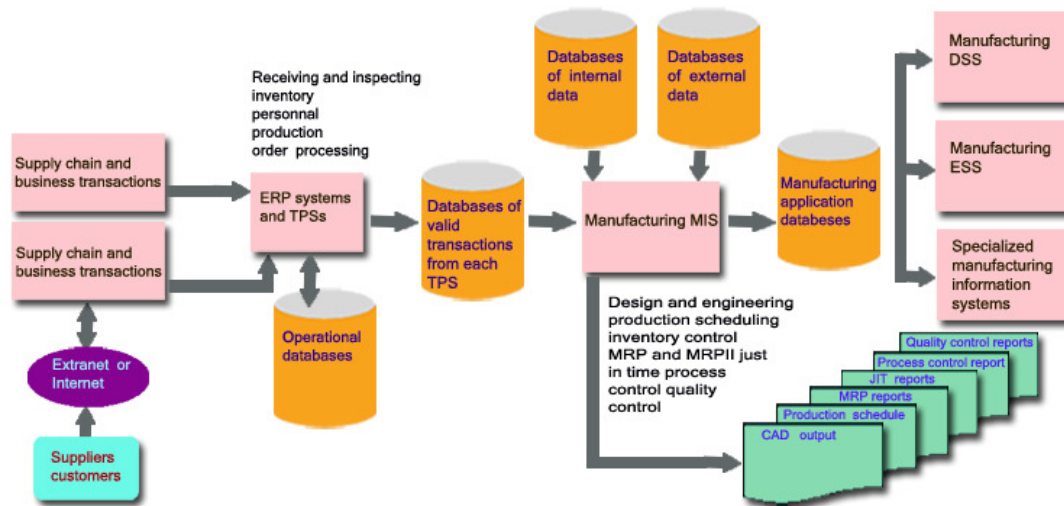 Receiving and inspecting
inventory
personnal
production
order processing
Supply chain and
business transactions
Supply chain and
business transactions
Extranet or
Internet
Suppliers
customers
ERP systems
and TPSs
Operational
databases
Databases of
valid
transactions
from each
TPS
Databases
of internal
data
Databases
of external
data
Manufacturing MIS
Manufacturing
application
databeses
Manufacturing
DSS
Manufacturing
ESS
Specialized
manufacturing
information
systems
Design and engineering
production scheduling
inventory control
MRP and MRPII just
in time process
control quality
control
Quality control reports
Process control report
JIT reports
MRP reports
Production schedule
CAD output